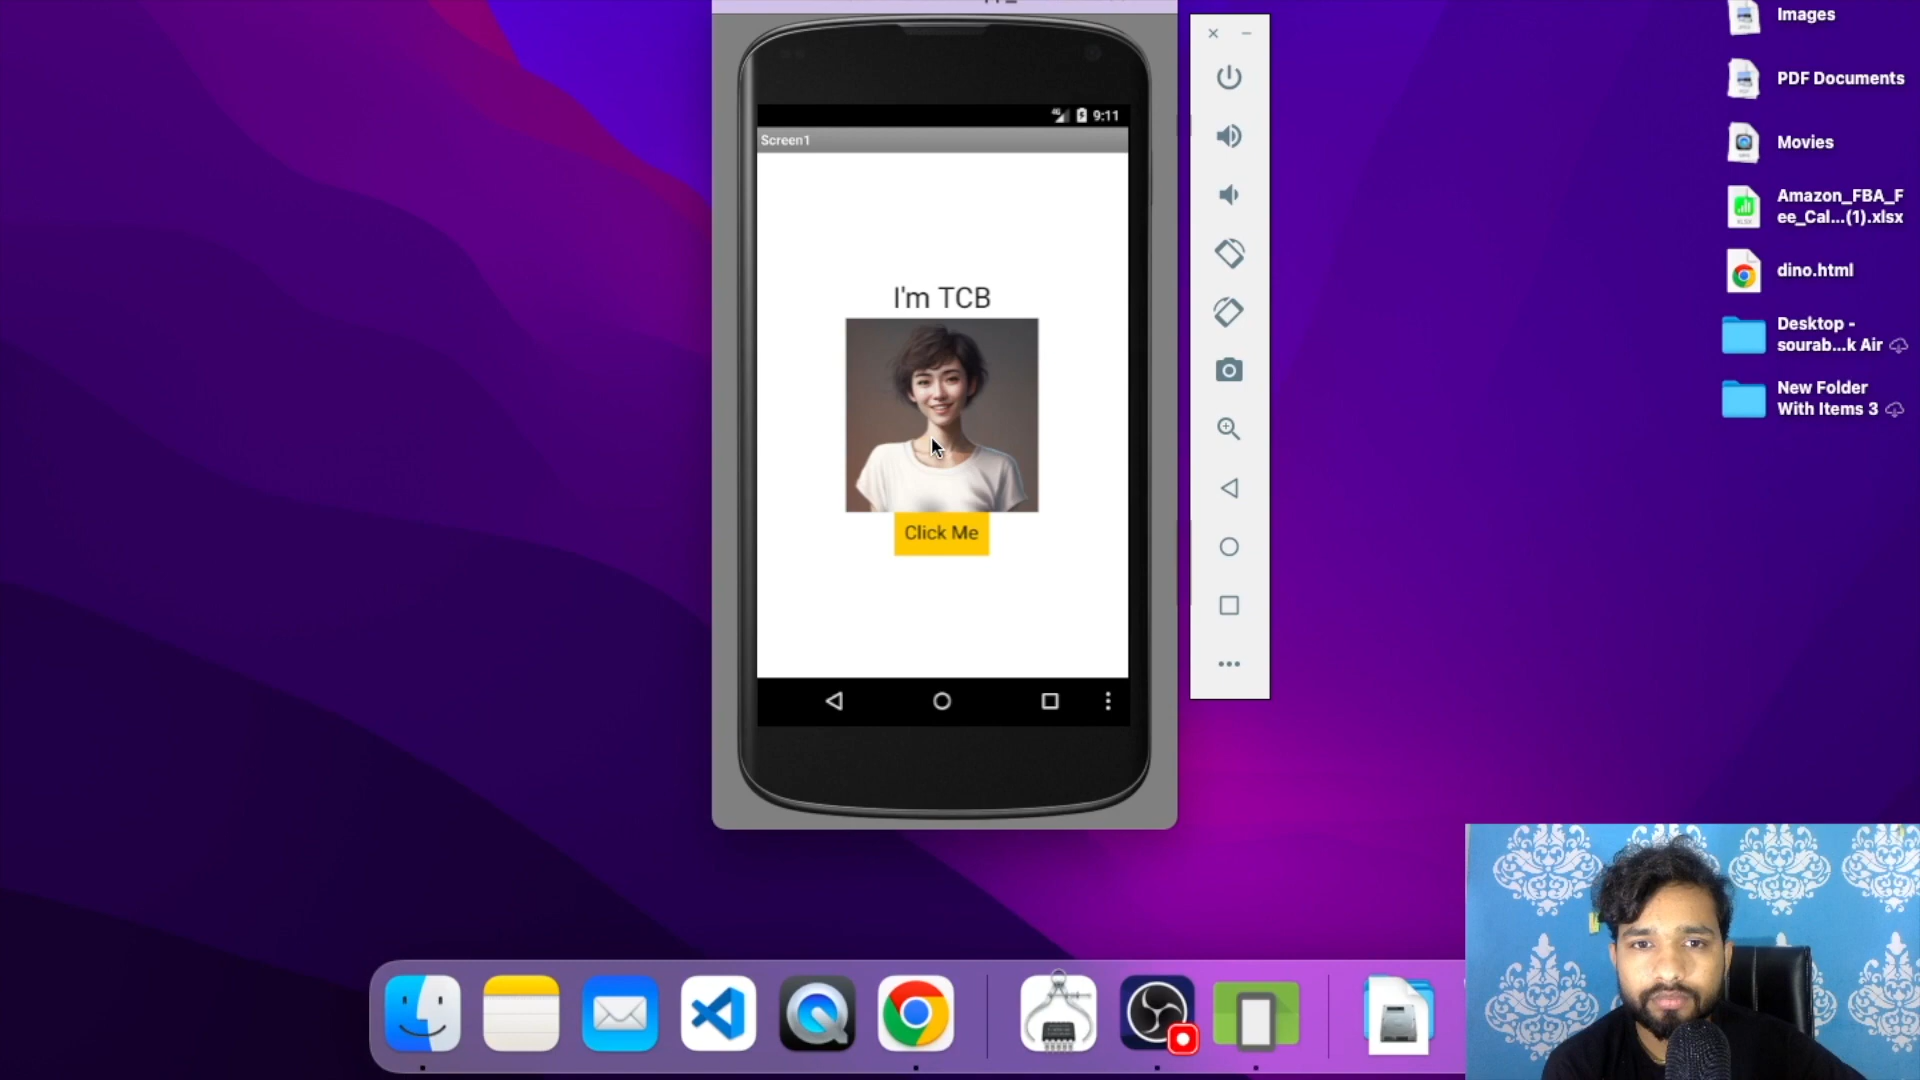 9:11
Screen1
I'm TCB
Click Me
Images
PDF Documents
Movies
Amazon_FBA_F
ee_Cal...(1).xlsx
dino.html
Desktop -
sourab...k Air
New Folder
With Items 3